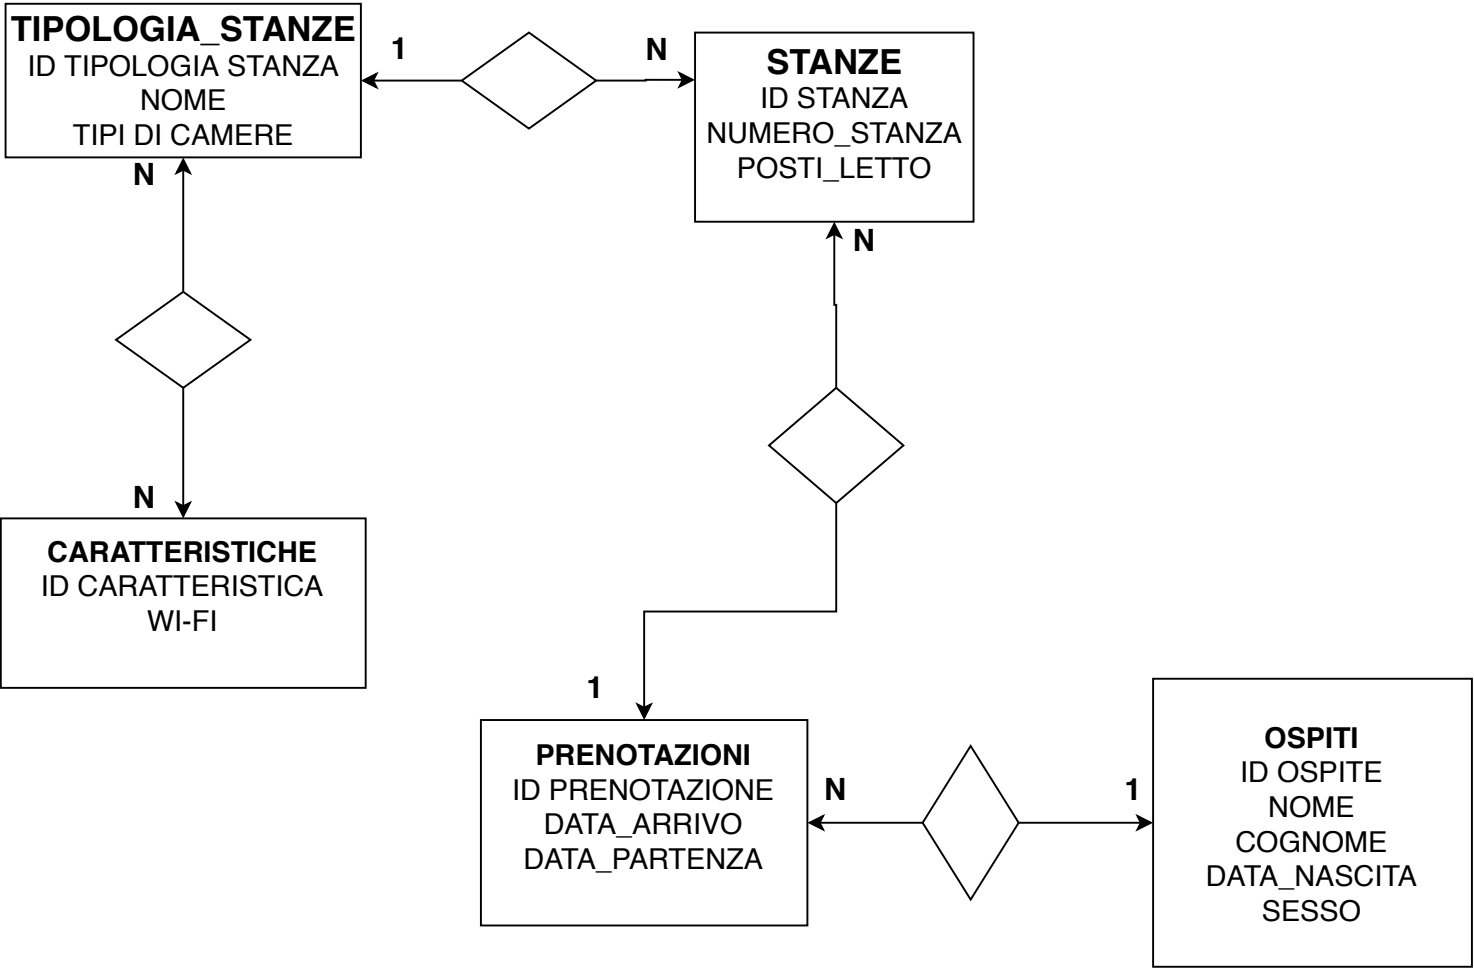 TIPOLOGIA_STANZE
ID TIPOLOGIA STANZA
NOME
TIPI DI CAMERE
1
N
STANZE
ID STANZA
NUMERO_STANZA
POSTI_LETTO
N
N
N
CARATTERISTICHE
ID CARATTERISTICA
WI-FI
1
PRENOTAZIONI
ID PRENOTAZIONE
DATA_ARRIVO
DATA_PARTENZA
N
1
OSPITI
ID OSPITE
NOME
COGNOME
DATA_NASCITA
SESSO